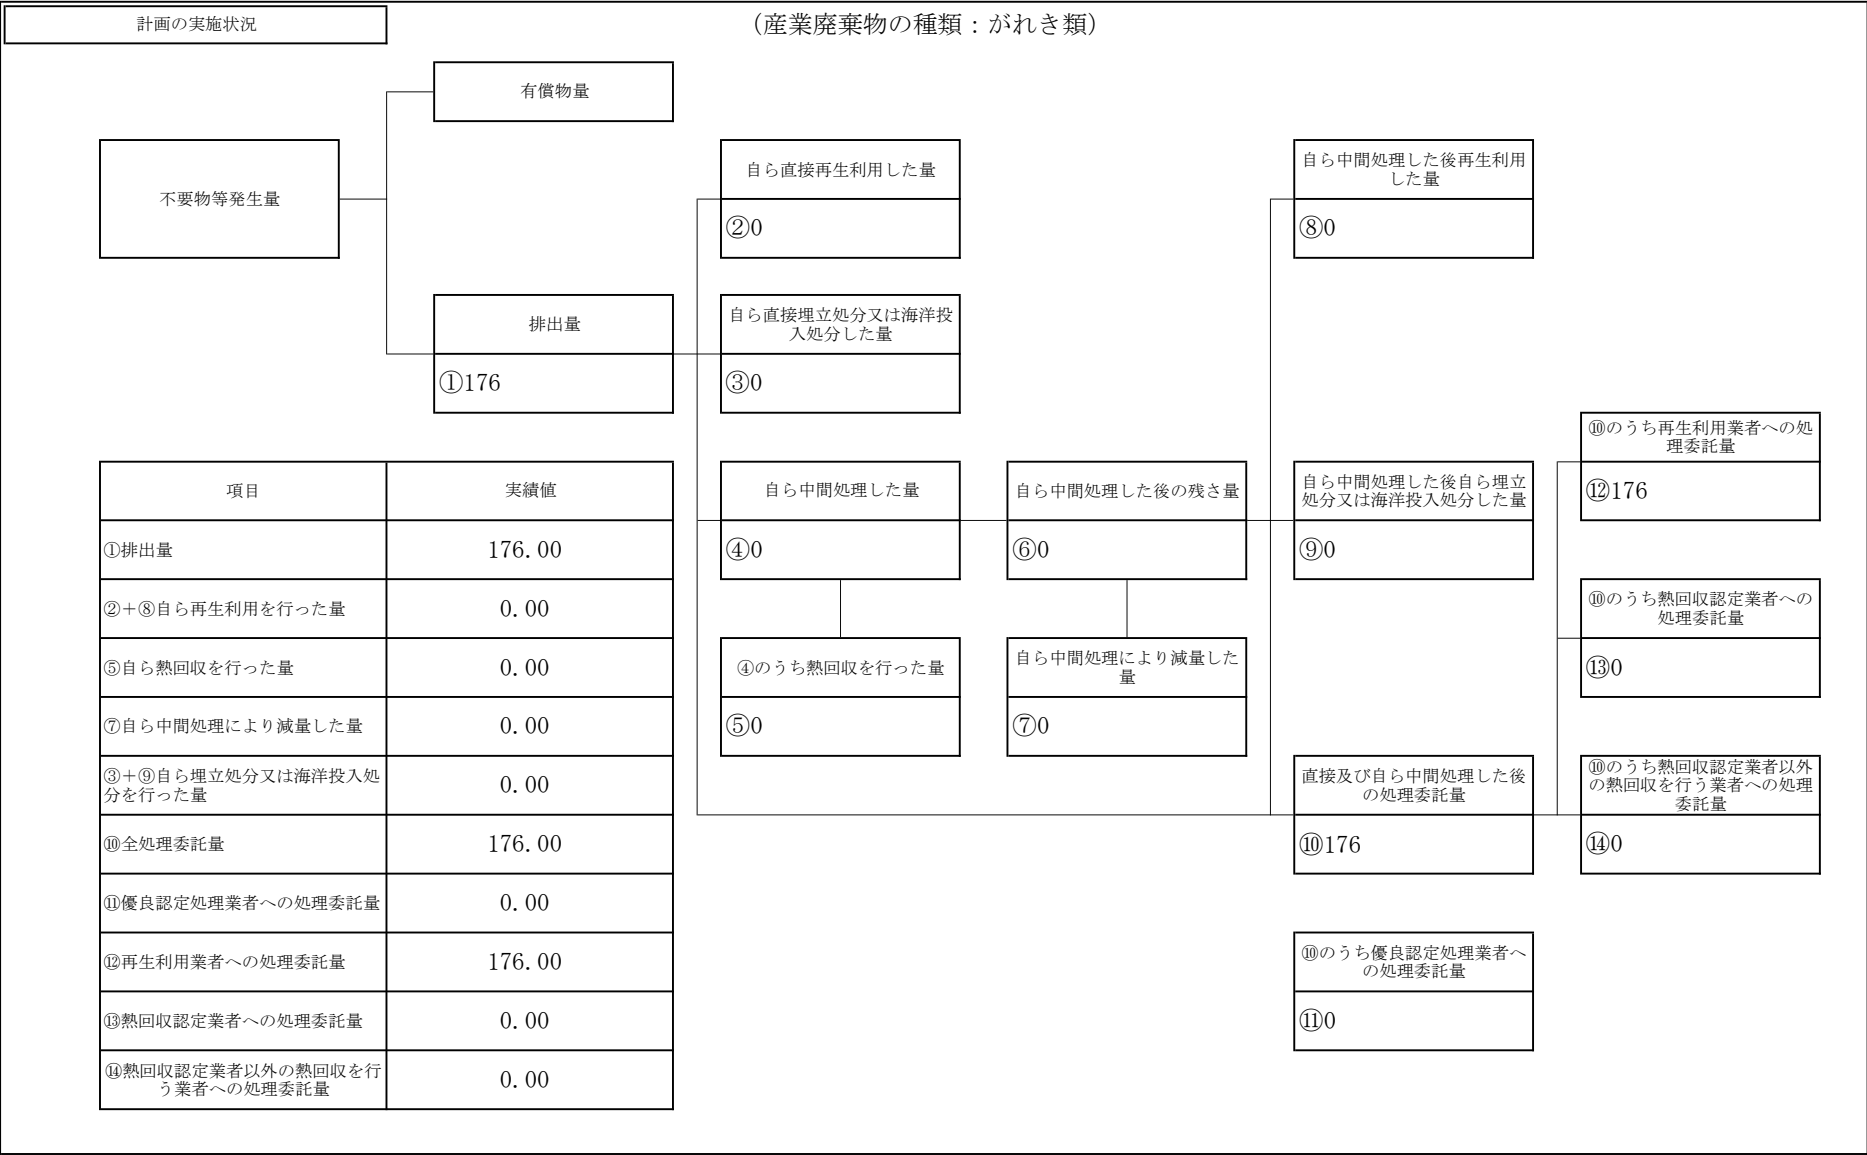 計画の実施状況
（産業廃棄物の種類：がれき類）
有償物量
不要物等発生量
自ら直接再生利用した量
②0
自ら中間処理した後再生利用
した量
⑧0
排出量
①176
自ら直接埋立処分又は海洋投
入処分した量
③0
⑩のうち再生利用業者への処
理委託量
⑫176
自ら中間処理した量
④0
自ら中間処理した後の残さ量
⑥0
自ら中間処理した後自ら埋立
処分又は海洋投入処分した量
⑨0
⑩のうち熱回収認定業者への
処理委託量
⑬0
④のうち熱回収を行った量
⑤0
自ら中間処理により減量した
量
⑦0
直接及び自ら中間処理した後
の処理委託量
⑩176
⑩のうち熱回収認定業者以外
の熱回収を行う業者への処理
委託量
⑭0
⑩のうち優良認定処理業者へ
の処理委託量
⑪0
項目 実績値
①排出量 176.00
②＋⑧自ら再生利用を行った量 0.00
⑤自ら熱回収を行った量 0.00
⑦自ら中間処理により減量した量 0.00
③＋⑨自ら埋立処分又は海洋投入処
分を行った量 0.00
⑩全処理委託量 176.00
⑪優良認定処理業者への処理委託量 0.00
⑫再生利用業者への処理委託量 176.00
⑬熱回収認定業者への処理委託量 0.00
⑭熱回収認定業者以外の熱回収を行
う業者への処理委託量 0.00